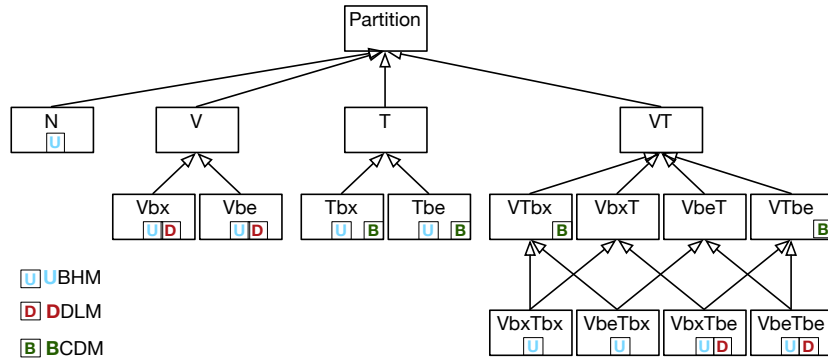 Partition
N V T VT
U
Vbx Vbe Tbx Tbe VTbx VbxT VbeT VTbe
U D U D U B U B B B
U UBHM
D DDLM
B BCDM
VbxTbx VbeTbx VbxTbe VbeTbe
U U U D U D